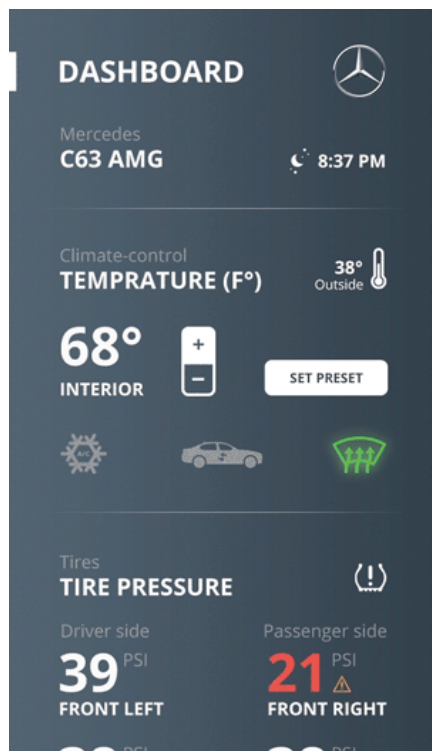 DASHBOARD
Mercedes
C63 AMG
8:37 PM
Climate-control
TEMPRATURE (F°)
38°
Outside
68°
+
−
INTERIOR
SET PRESET
A/C
Tires
TIRE PRESSURE
(!)
Driver side
Passenger side
39 PSI
21 PSI
FRONT LEFT
FRONT RIGHT